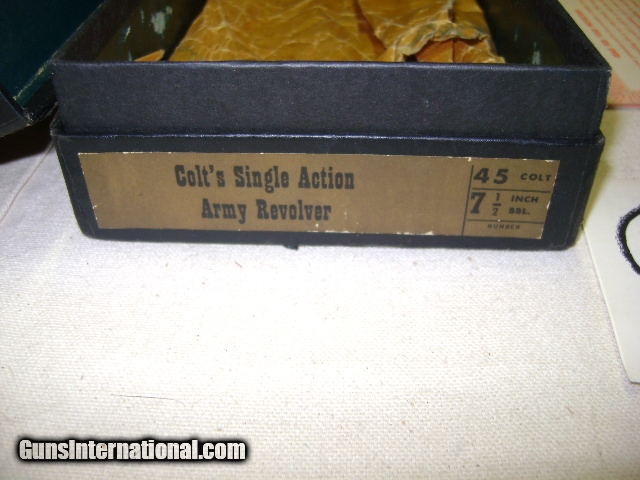 Colt's Single Action
Army Revolver
45 COLT
7 1/2 INCH BBL.
NUMBER
GunsInternational.com